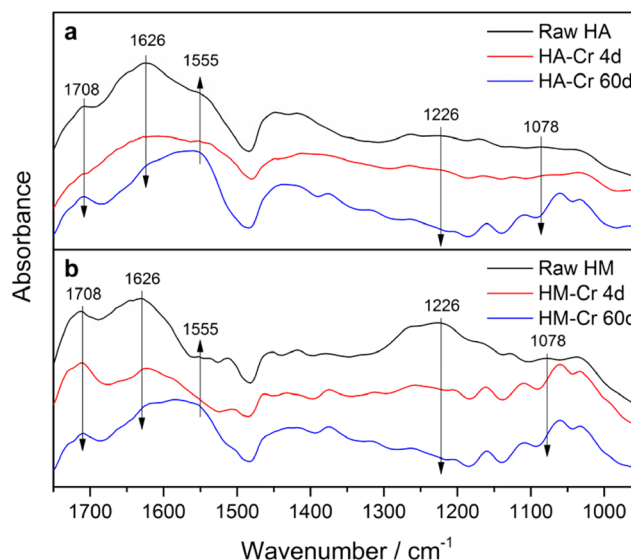 a
Raw HA
HA-Cr 4d
HA-Cr 60d
1708
1626
1555
1226
1078
b
Raw HM
HM-Cr 4d
HM-Cr 60d
1708
1626
1555
1226
1078
Absorbance
1700 1600 1500 1400 1300 1200 1100 1000
Wavenumber / cm⁻¹